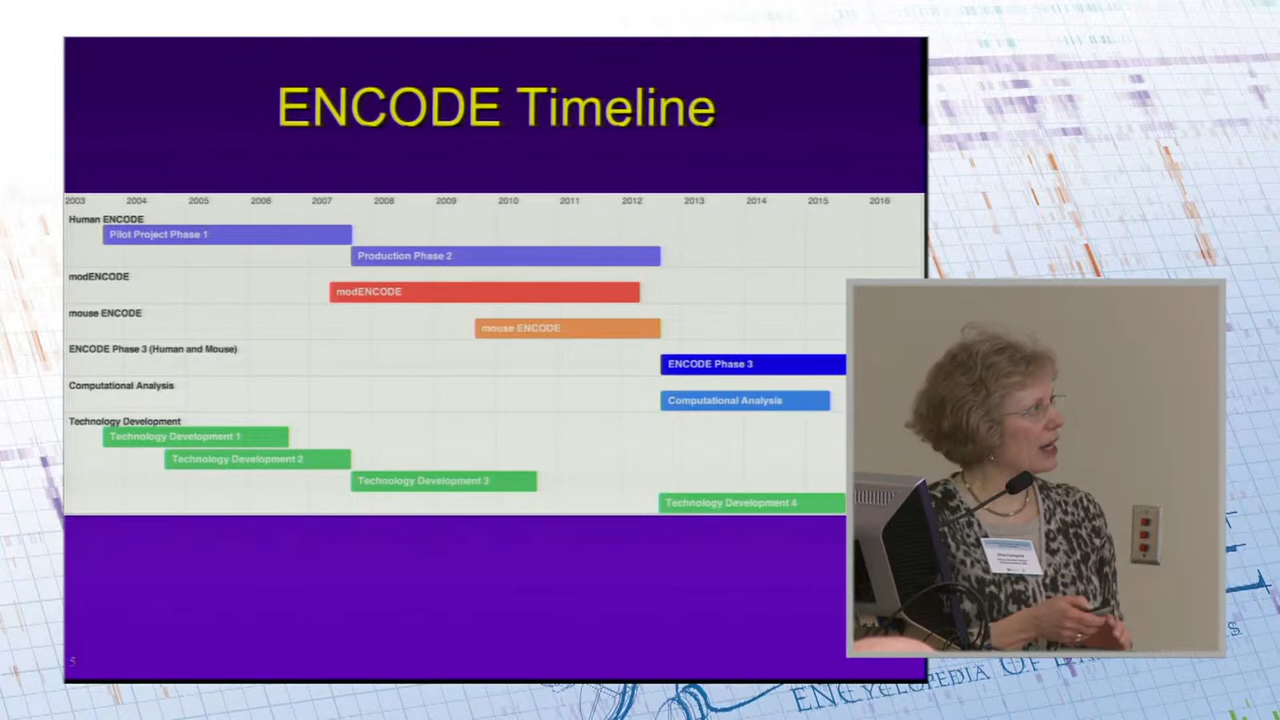 ENCODE Timeline
2003 2004 2005 2006 2007 2008 2009 2010 2011 2012 2013 2014 2015 2016
Human ENCODE
Pilot Project Phase 1
Production Phase 2
modENCODE
modENCODE
mouse ENCODE
mouse ENCODE
ENCODE Phase 3 (Human and Mouse)
ENCODE Phase 3
Computational Analysis
Computational Analysis
Technology Development
Technology Development 1
Technology Development 2
Technology Development 3
Technology Development 4
5
ENCYCLOPEDIA OF